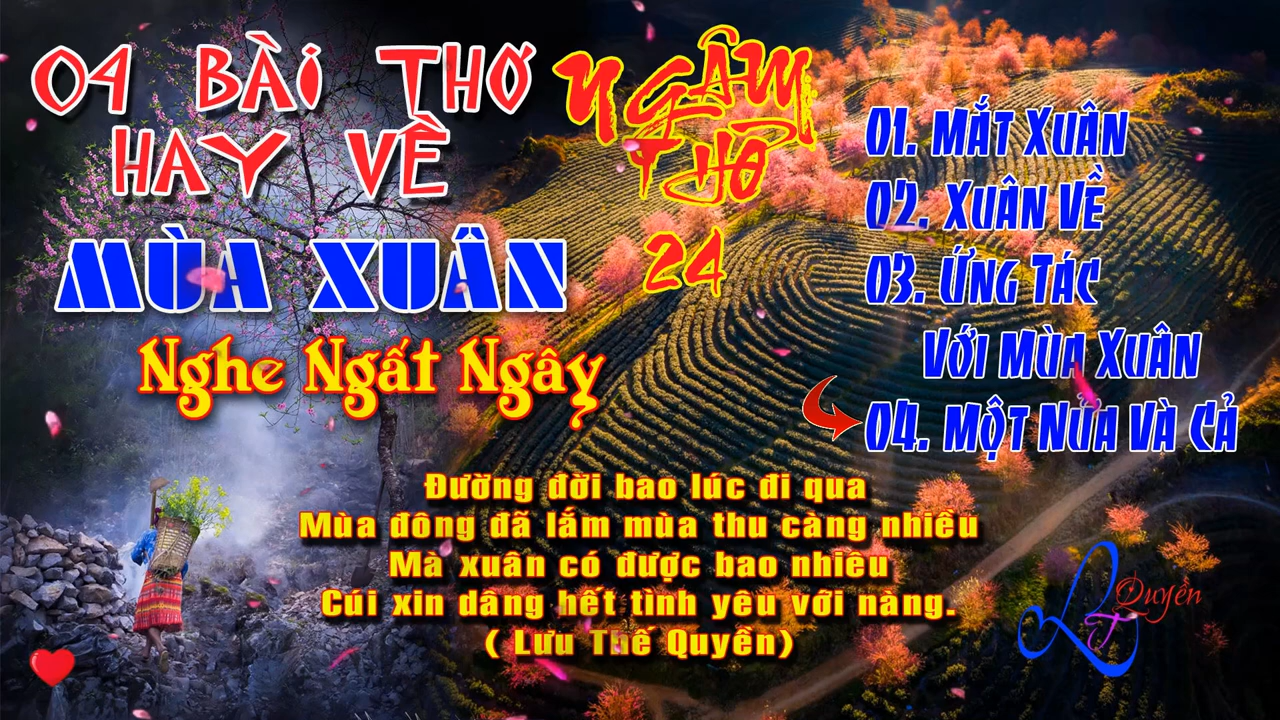 04 BÀI THƠ
HAY VỀ
MÙA XUÂN
Nghe Ngất Ngây
NGÂM
THƠ
24
01. MẮT XUÂN
02. XUÂN VỀ
03. ỨNG TÁC
VỚI MÙA XUÂN
04. MỘT NỬA VÀ CẢ
Đường đời bao lúc đi qua
Mùa đông đã lắm mùa thu càng nhiều
Mà xuân có được bao nhiêu
Cúi xin dâng hết tình yêu với nàng.
( Lưu Thế Quyền)
LT Quyền